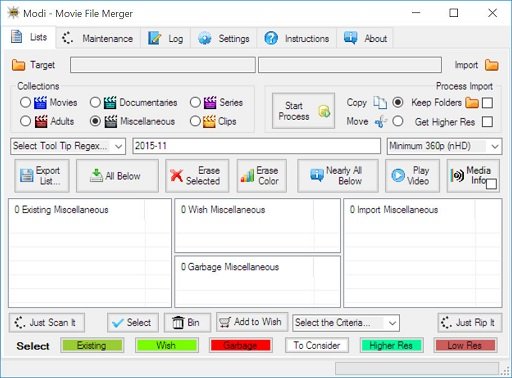 Modi - Movie File Merger
Lists Maintenance Log Settings Instructions About
Target Import
Collections Process Import
Movies Documentaries Series Start Process Copy Keep Folders
Adults Miscellaneous Clips Move Get Higher Res
Select Tool Tip Regex... 2015-11 Minimum 360p (nHD)
Export List... All Below Erase Selected Erase Color Nearly All Below Play Video Media Info
0 Existing Miscellaneous 0 Wish Miscellaneous 0 Import Miscellaneous
0 Garbage Miscellaneous
Just Scan It Select Bin Add to Wish Select the Criteria... Just Rip It
Select Existing Wish Garbage To Consider Higher Res Low Res